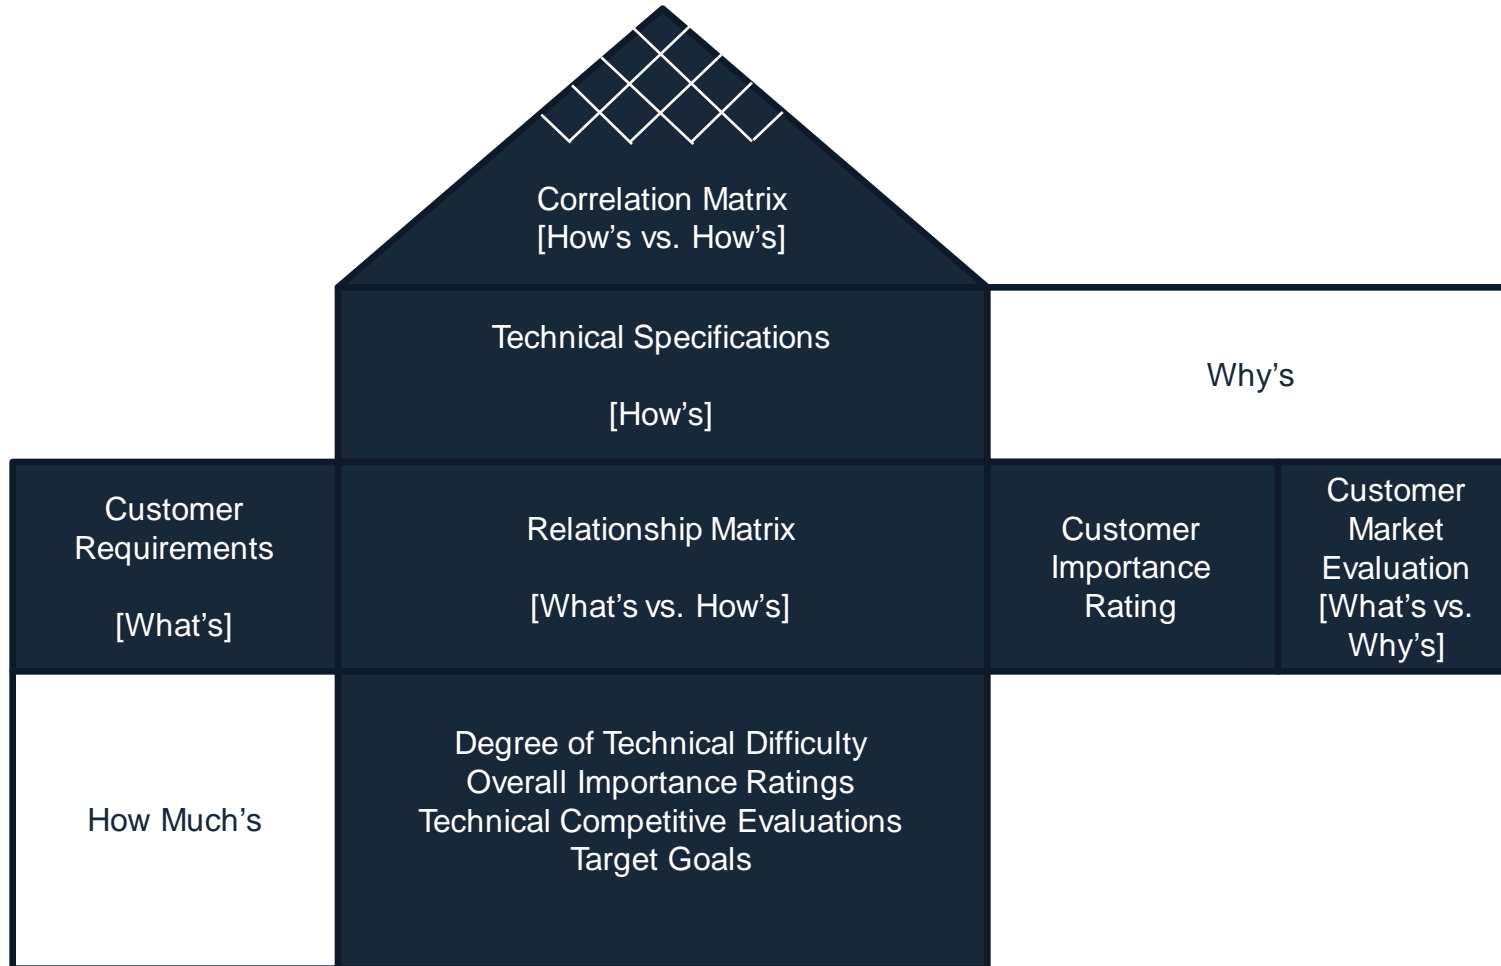 Correlation Matrix
[How’s vs. How’s]
Technical Specifications
[How’s]
Why’s
Customer
Requirements
[What’s]
Relationship Matrix
[What’s vs. How’s]
Customer
Importance
Rating
Customer
Market
Evaluation
[What’s vs.
Why’s]
How Much’s
Degree of Technical Difficulty
Overall Importance Ratings
Technical Competitive Evaluations
Target Goals